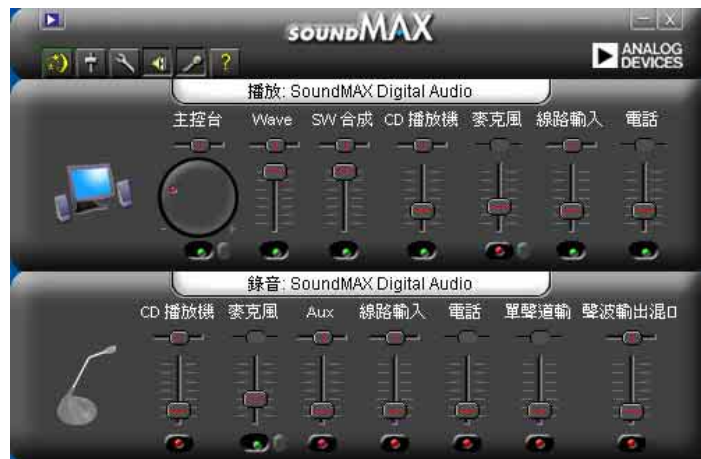 SOUNDMAX
ANALOG
DEVICES
?
播放: SoundMAX Digital Audio
主控台 Wave SW 合成 CD 播放機 麥克風 線路輸入 電話
錄音: SoundMAX Digital Audio
CD 播放機 麥克風 Aux 線路輸入 電話 單聲道輸 聲波輸出混